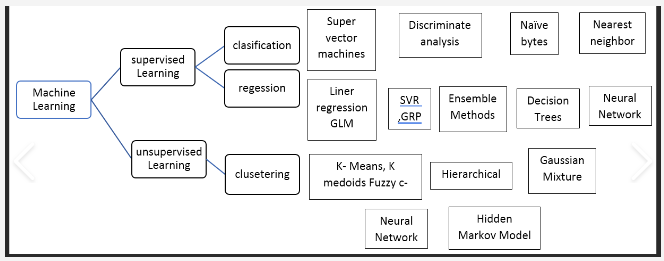 Machine
Learning
supervised
Learning
unsupervised
Learning
clasification
regession
clusetering
Super
vector
machines
Discriminate
analysis
Naïve
bytes
Nearest
neighbor
Liner
regression
GLM
SVR
,GRP
Ensemble
Methods
Decision
Trees
Neural
Network
K- Means, K
medoids Fuzzy c-
Hierarchical
Gaussian
Mixture
Neural
Network
Hidden
Markov Model